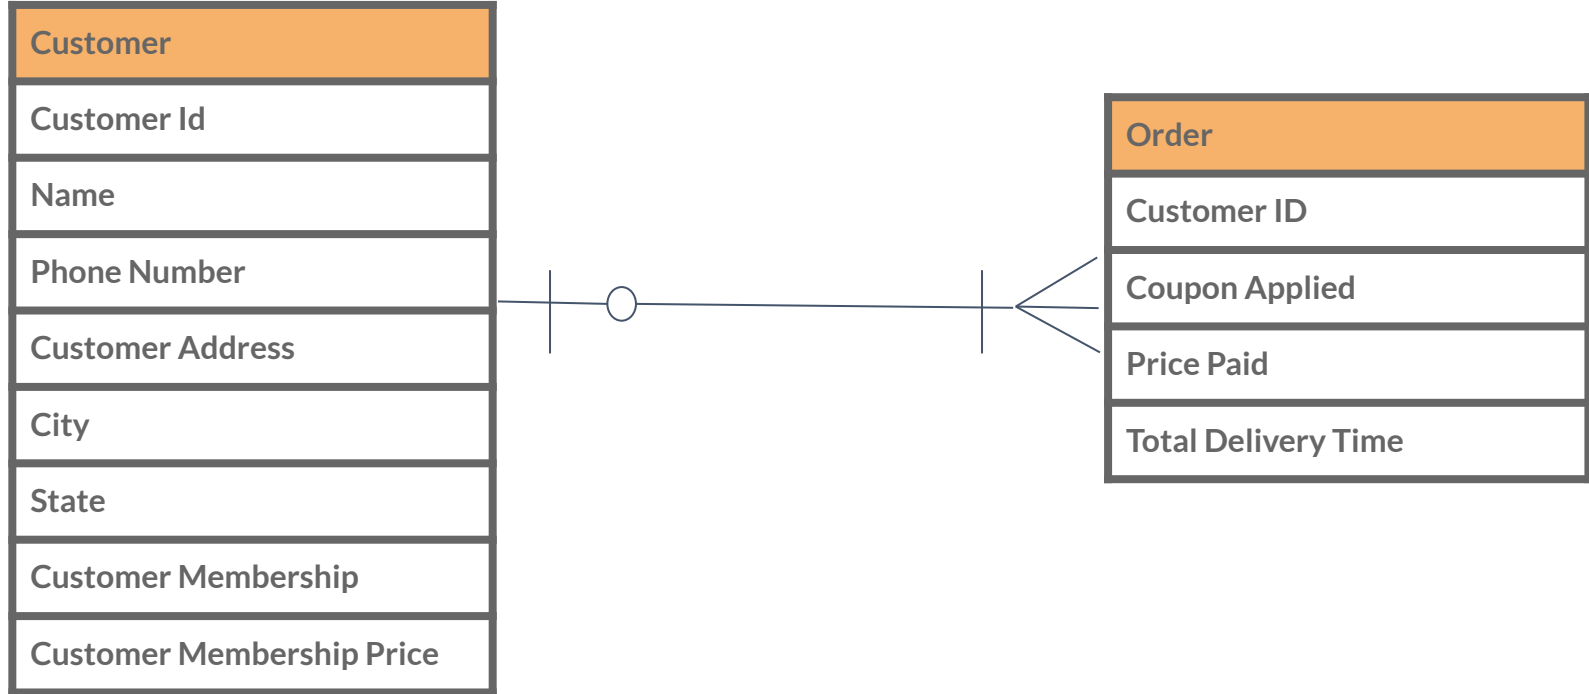 Customer
Customer Id
Name
Phone Number
Customer Address
City
State
Customer Membership
Customer Membership Price
Order
Customer ID
Coupon Applied
Price Paid
Total Delivery Time